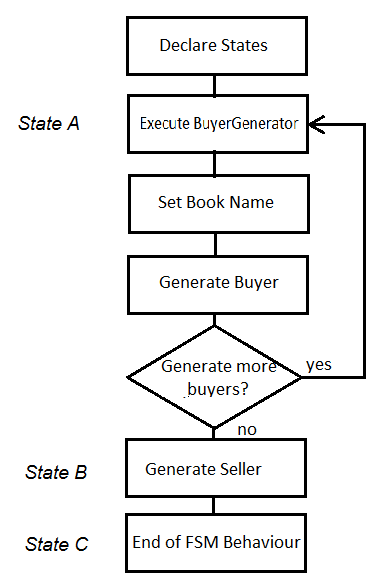 Declare States
State A
Execute BuyerGenerator
Set Book Name
Generate Buyer
Generate more
buyers?
yes
no
State B
Generate Seller
State C
End of FSM Behaviour